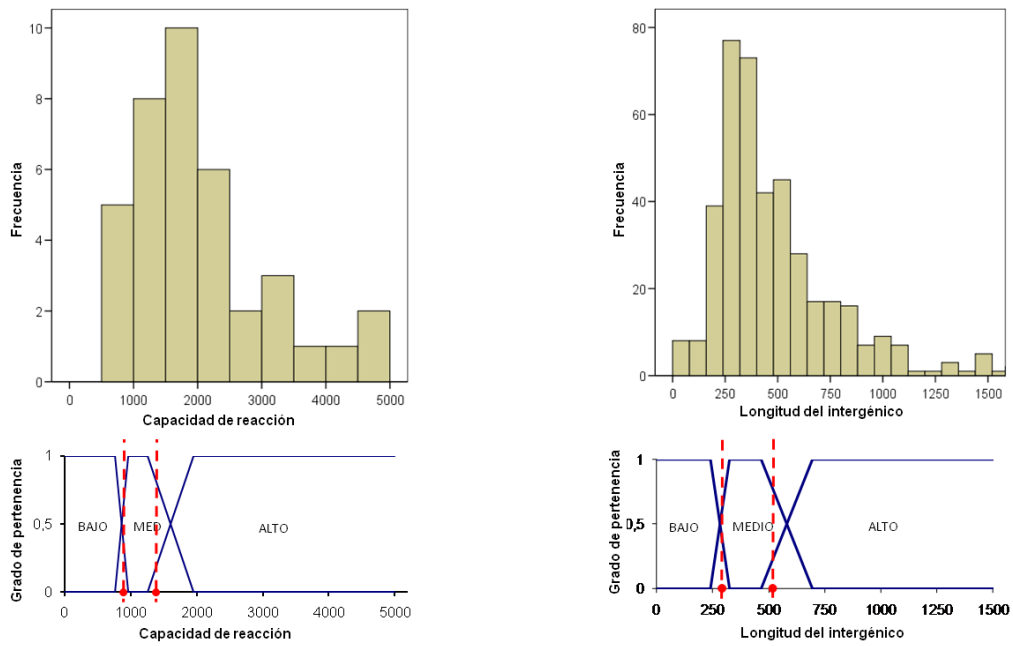 10
8
6
4
2
0
Frecuencia
0 1000 2000 3000 4000 5000
Capacidad de reacción
80
60
40
20
0
Frecuencia
0 250 500 750 1000 1250 1500
Longitud del intergénico
1
0,5
0
Grado de pertenencia
BAJO MED ALTO
0 1000 2000 3000 4000 5000
Capacidad de reacción
1
0,5
0
Grado de pertenencia
BAJO MEDIO ALTO
0 250 500 750 1000 1250 1500
Longitud del intergénico